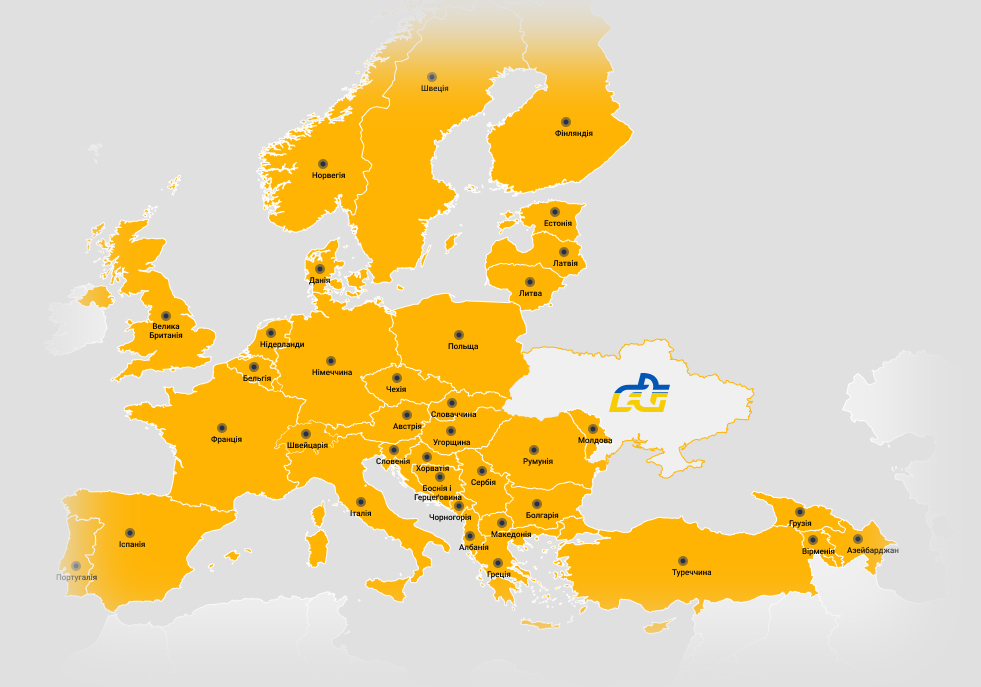 Швеція
Фінляндія
Норвегія
Естонія
Латвія
Данія
Литва
Велика
Британія
Нідерланди
Польща
Німеччина
Бельгія
Чехія
Словаччина
Австрія
Франція
Швейцарія
Угорщина
Молдова
Словенія
Румунія
Хорватія
Сербія
Боснія і
Герцеговина
Італія
Чорногорія
Болгарія
Грузія
Македонія
Іспанія
Албанія
Вірменія
Азейбарджан
Греція
Туреччина
Португалія